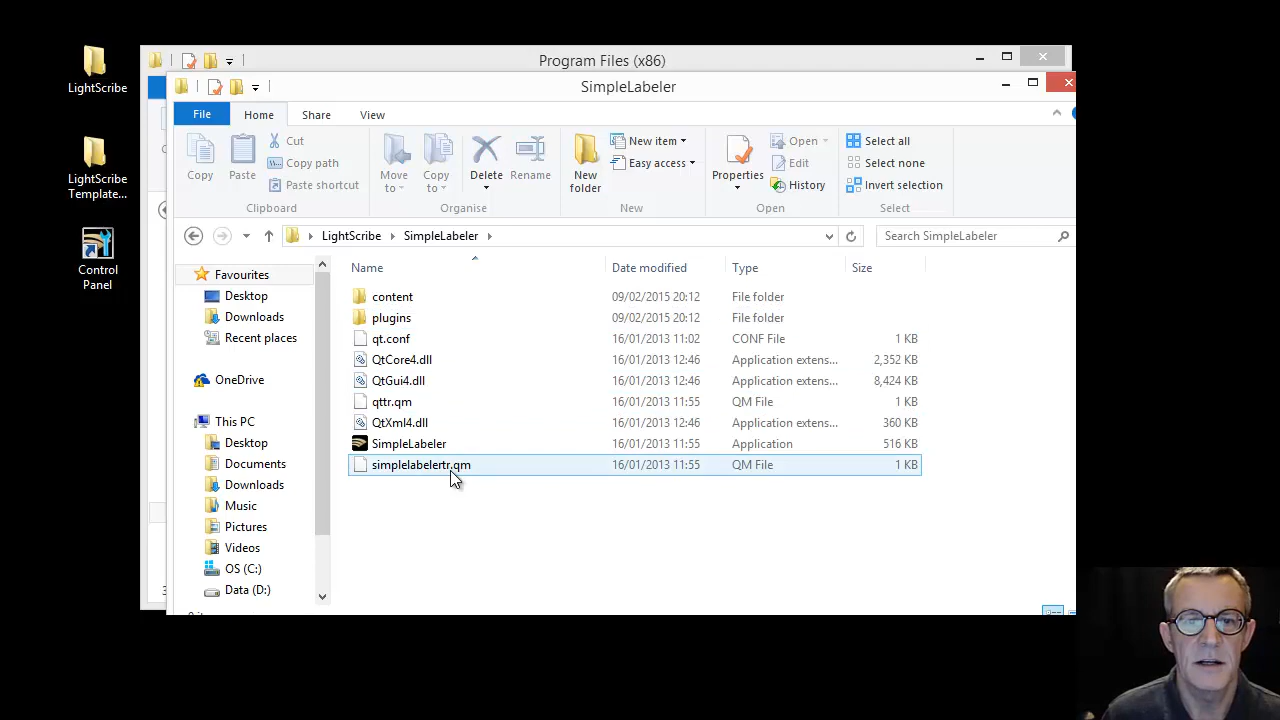 LightScribe
LightScribe
Template...
Control
Panel
Program Files (x86)
SimpleLabeler
File Home Share View
Copy
Paste
Cut
Copy path
Paste shortcut
Clipboard
Move
to
Copy
to
Delete
Rename
Organise
New
folder
New item
Easy access
New
Properties
Open
Edit
History
Open
Select all
Select none
Invert selection
Select
LightScribe SimpleLabeler
Search SimpleLabeler
Favourites
Desktop
Downloads
Recent places
OneDrive
This PC
Desktop
Documents
Downloads
Music
Pictures
Videos
OS (C:)
Data (D:)
Name Date modified Type Size
content 09/02/2015 20:12 File folder
plugins 09/02/2015 20:12 File folder
qt.conf 16/01/2013 11:02 CONF File 1 KB
QtCore4.dll 16/01/2013 12:46 Application extens... 2,352 KB
QtGui4.dll 16/01/2013 12:46 Application extens... 8,424 KB
qttr.qm 16/01/2013 11:55 QM File 1 KB
QtXml4.dll 16/01/2013 12:46 Application extens... 360 KB
SimpleLabeler 16/01/2013 11:55 Application 516 KB
simplelabelertr.qm 16/01/2013 11:55 QM File 1 KB